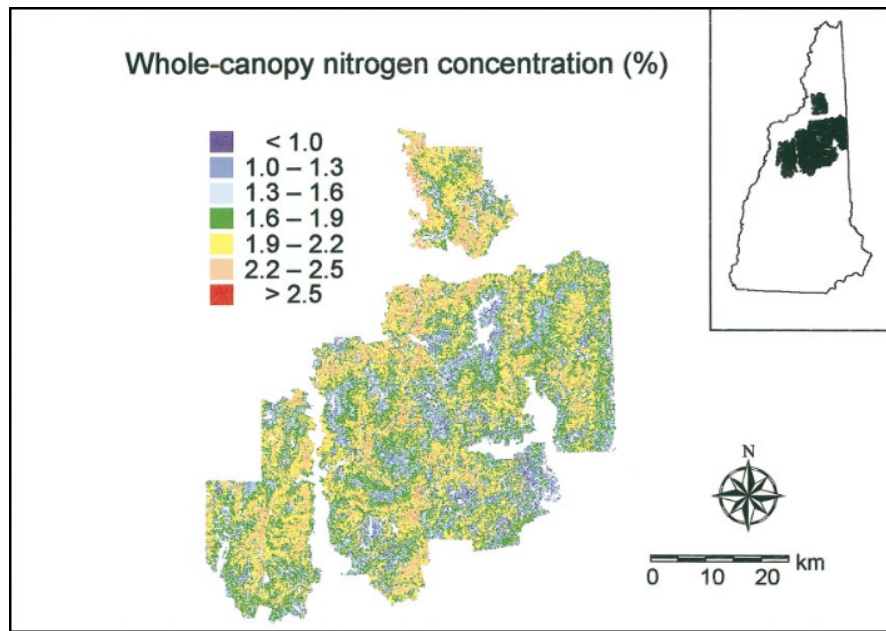 Whole-canopy nitrogen concentration (%)
< 1.0
1.0 – 1.3
1.3 – 1.6
1.6 – 1.9
1.9 – 2.2
2.2 – 2.5
> 2.5
N
km
0 10 20